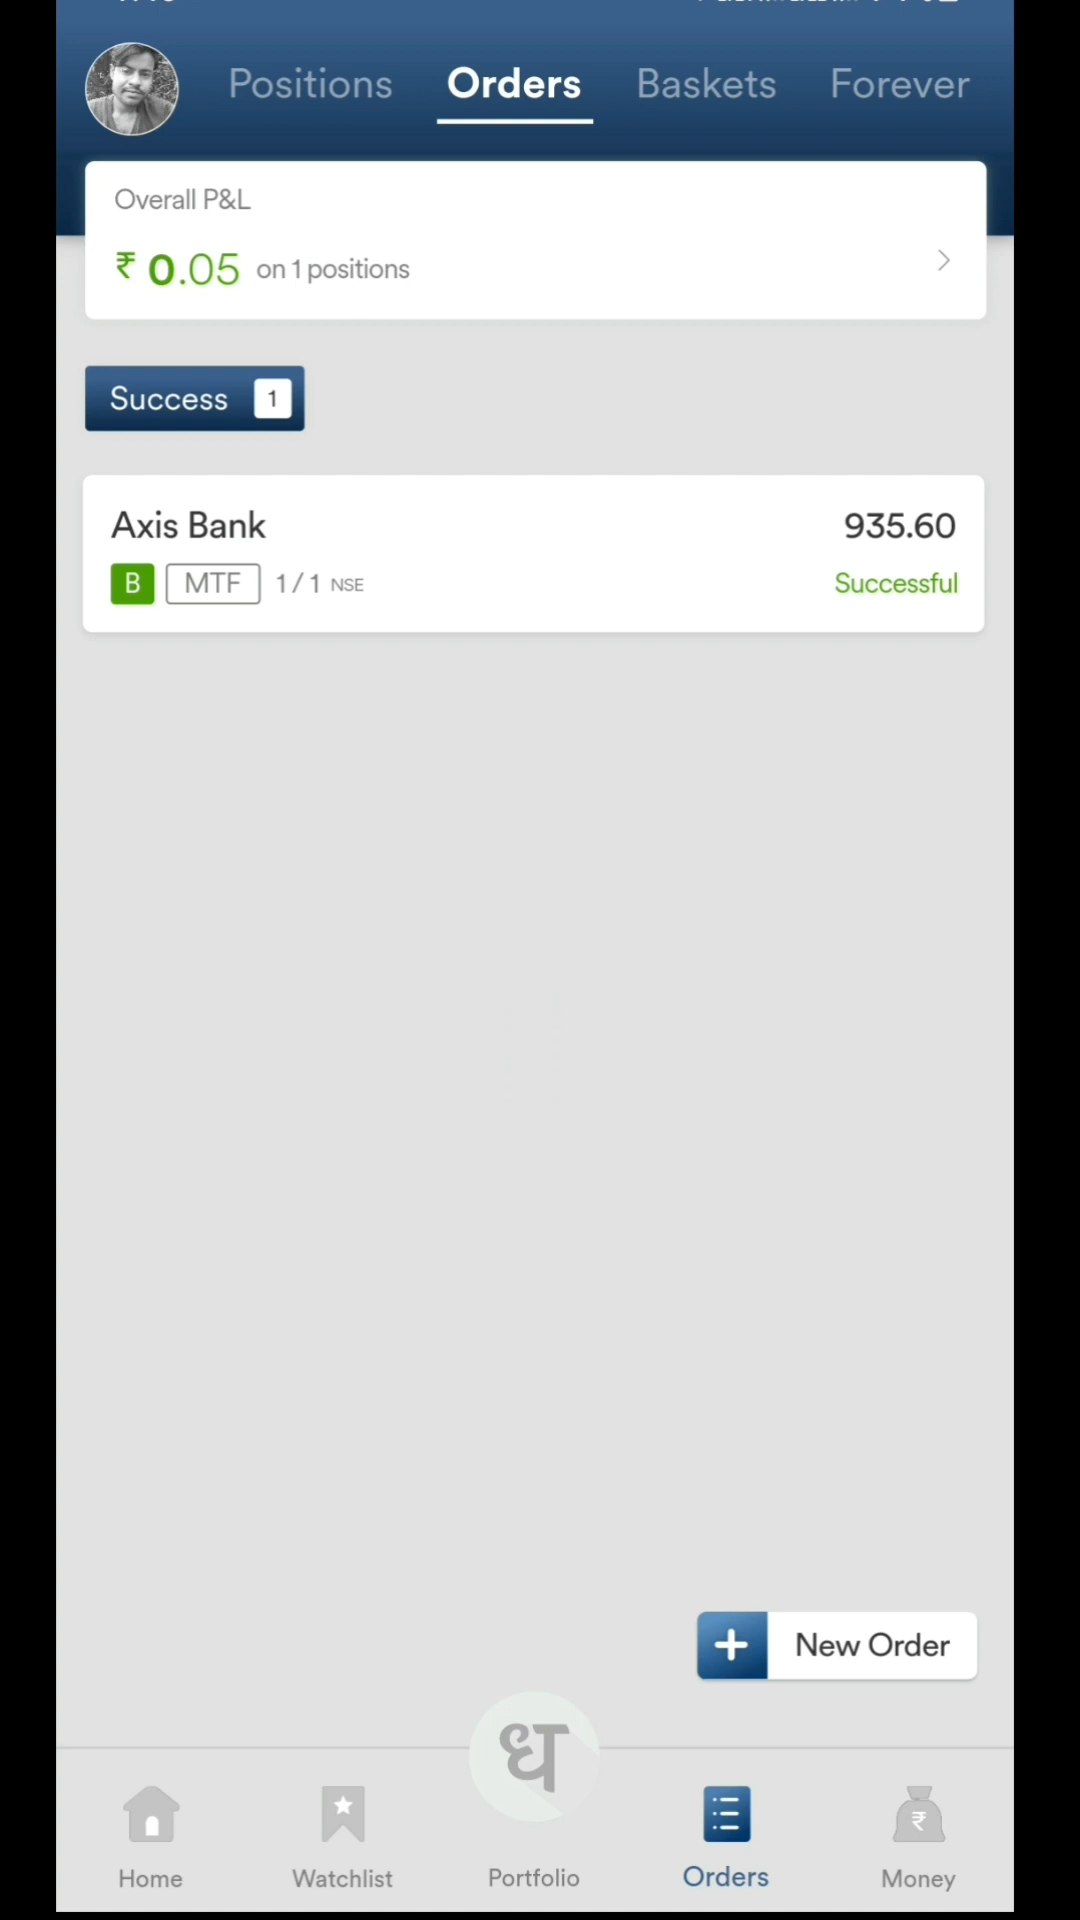 Positions Orders Baskets Forever
Overall P&L
₹ 0.05 on 1 positions
Success 1
Axis Bank 935.60
B MTF 1 / 1 NSE Successful
+ New Order
ध
Home Watchlist Portfolio Orders Money